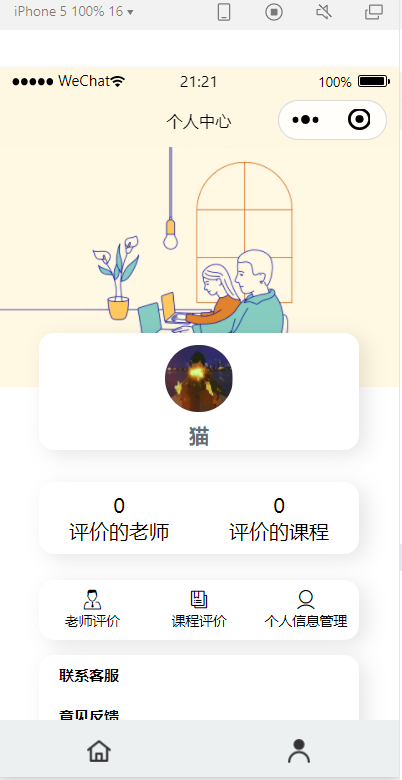 iPhone 5 100% 16
WeChat 21:21 100%
个人中心
猫
0 0
评价的老师 评价的课程
老师评价 课程评价 个人信息管理
联系客服
意见反馈